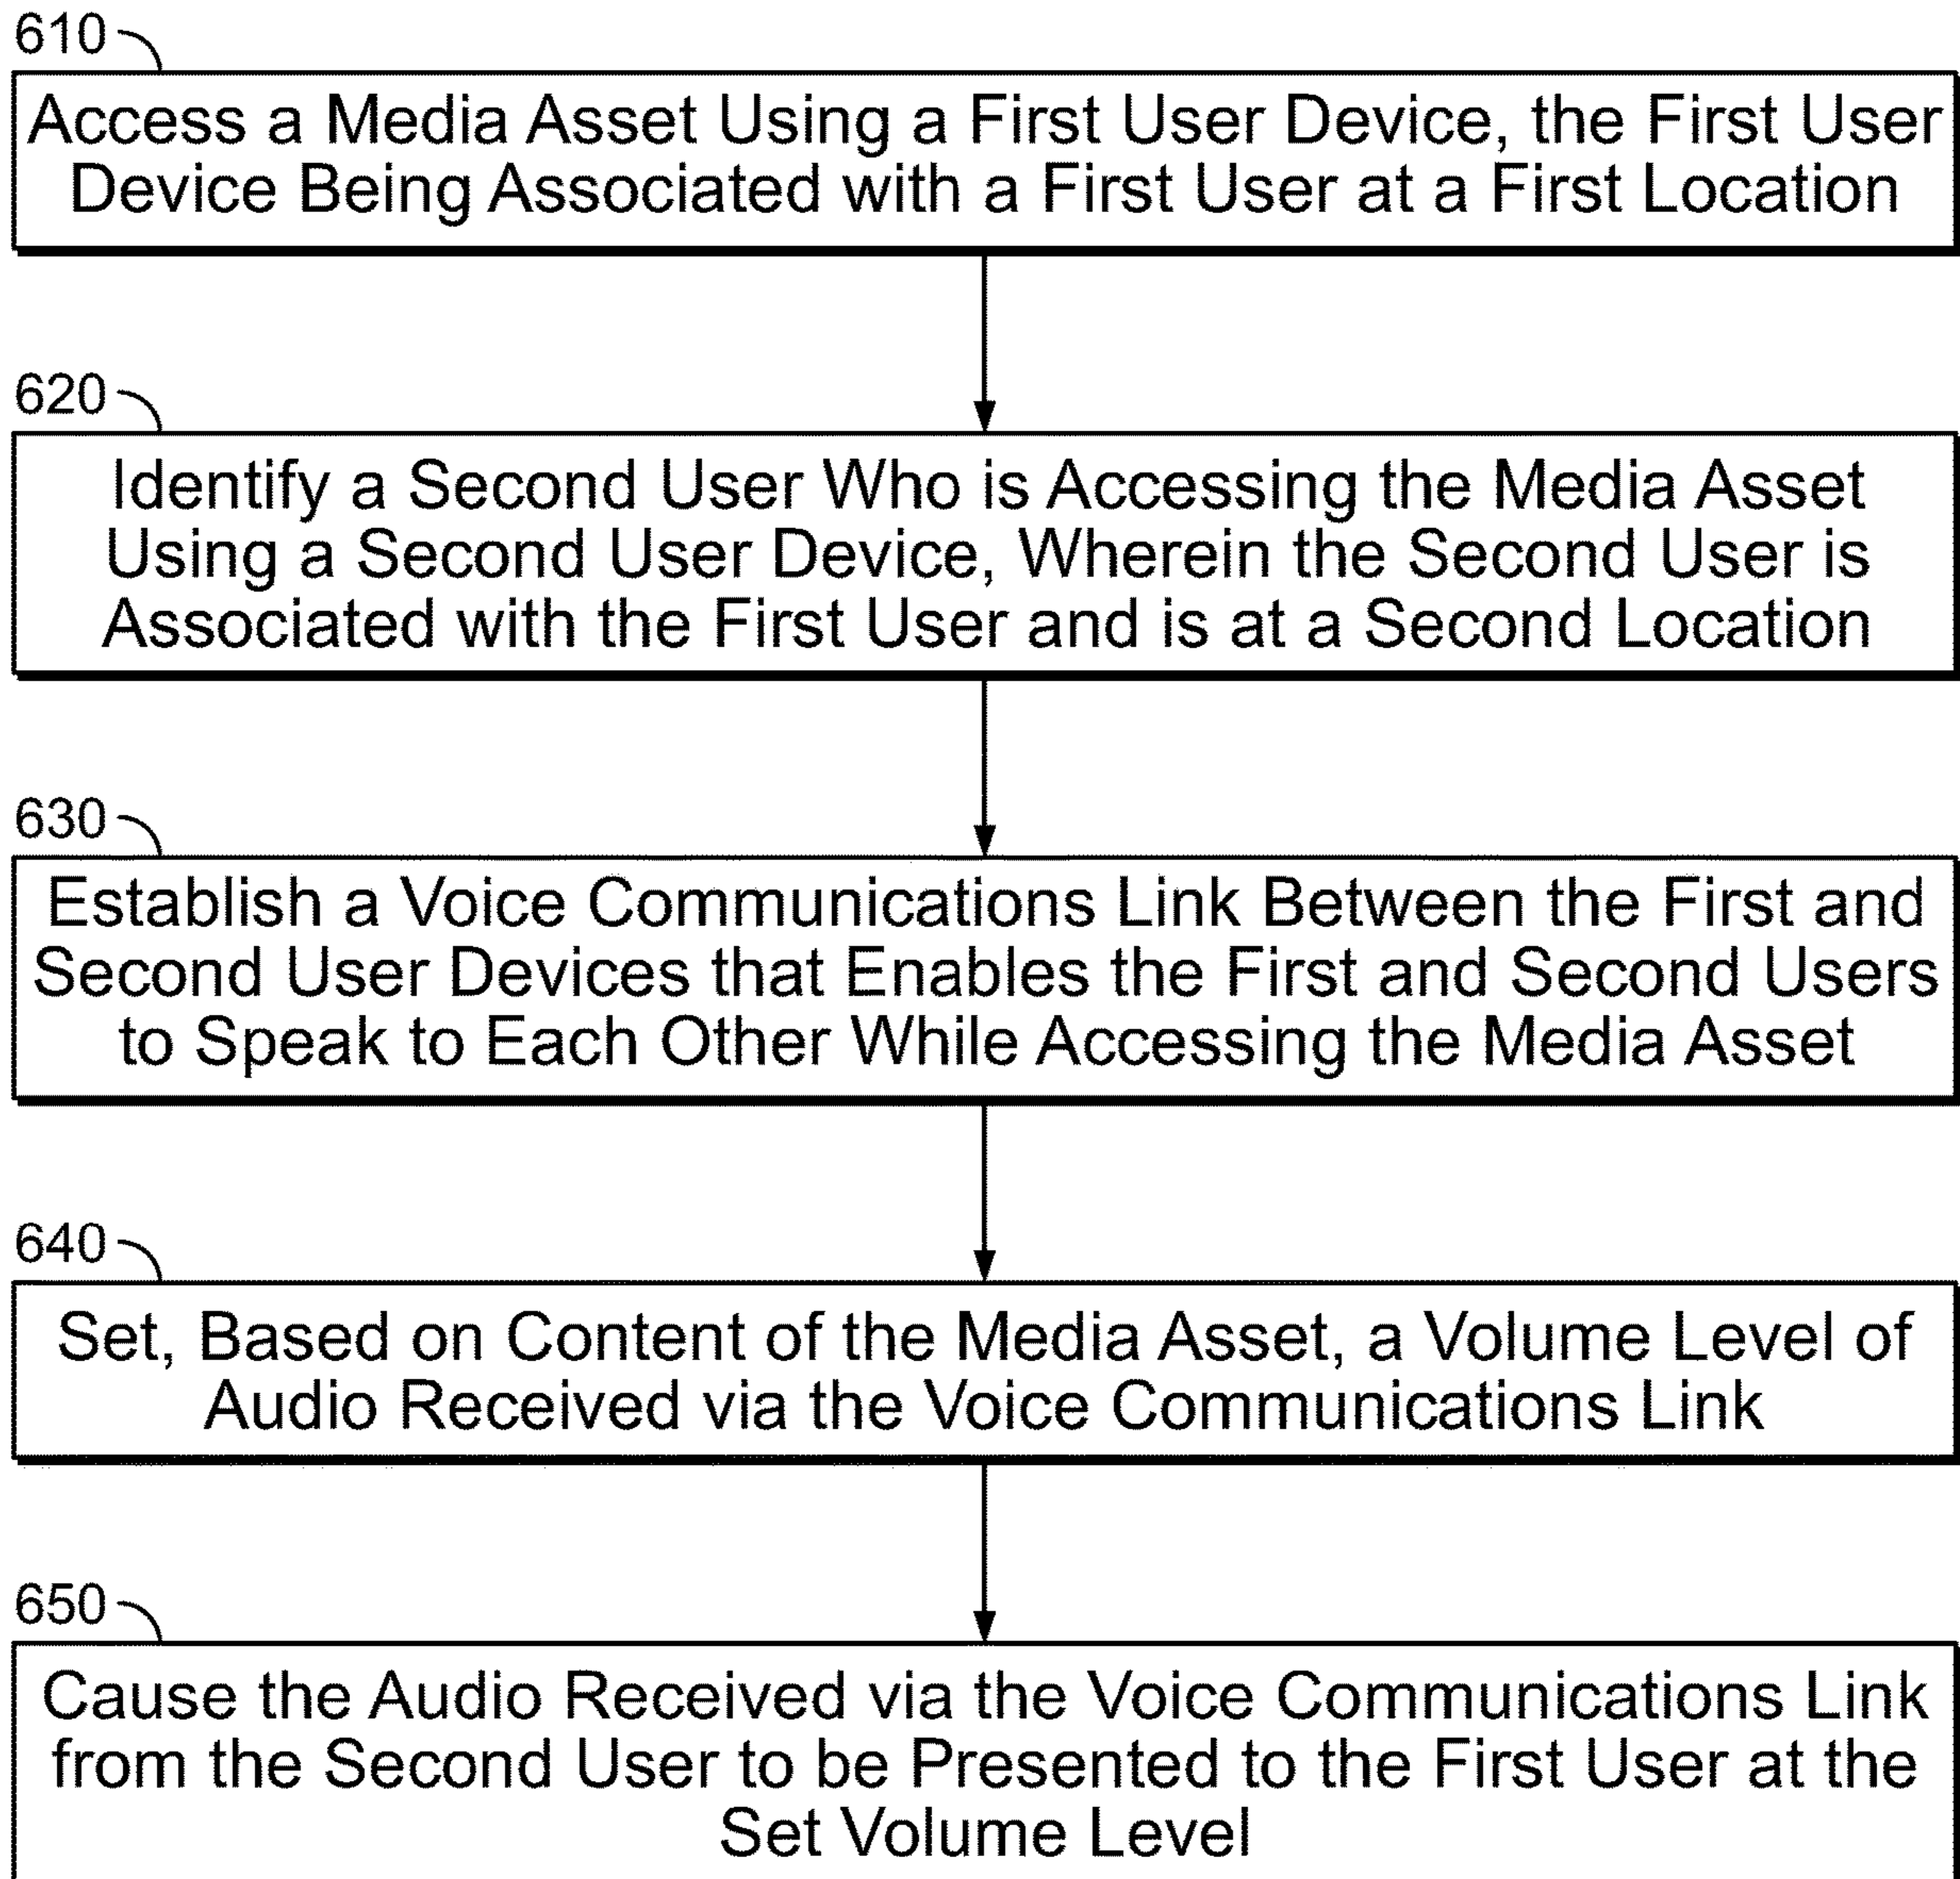 610
Access a Media Asset Using a First User Device, the First User
Device Being Associated with a First User at a First Location
620
Identify a Second User Who is Accessing the Media Asset
Using a Second User Device, Wherein the Second User is
Associated with the First User and is at a Second Location
630
Establish a Voice Communications Link Between the First and
Second User Devices that Enables the First and Second Users
to Speak to Each Other While Accessing the Media Asset
640
Set, Based on Content of the Media Asset, a Volume Level of
Audio Received via the Voice Communications Link
650
Cause the Audio Received via the Voice Communications Link
from the Second User to be Presented to the First User at the
Set Volume Level